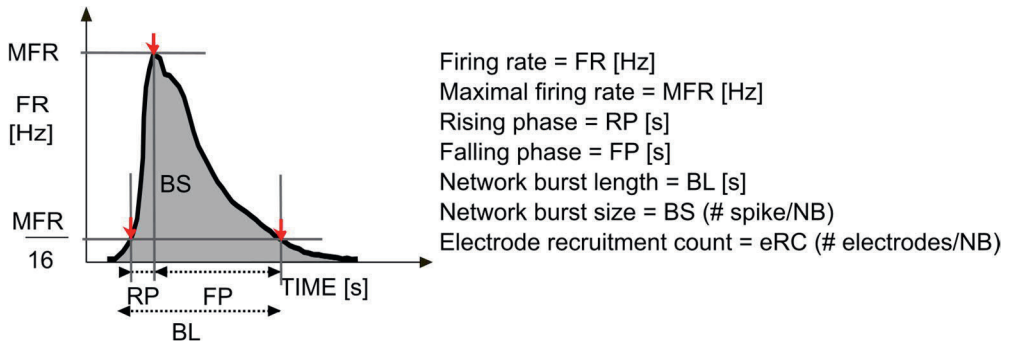 MFR
FR
[Hz]
BS
MFR
16
RP
FP
TIME [s]
BL
Firing rate = FR [Hz]
Maximal firing rate = MFR [Hz]
Rising phase = RP [s]
Falling phase = FP [s]
Network burst length = BL [s]
Network burst size = BS (# spike/NB)
Electrode recruitment count = eRC (# electrodes/NB)